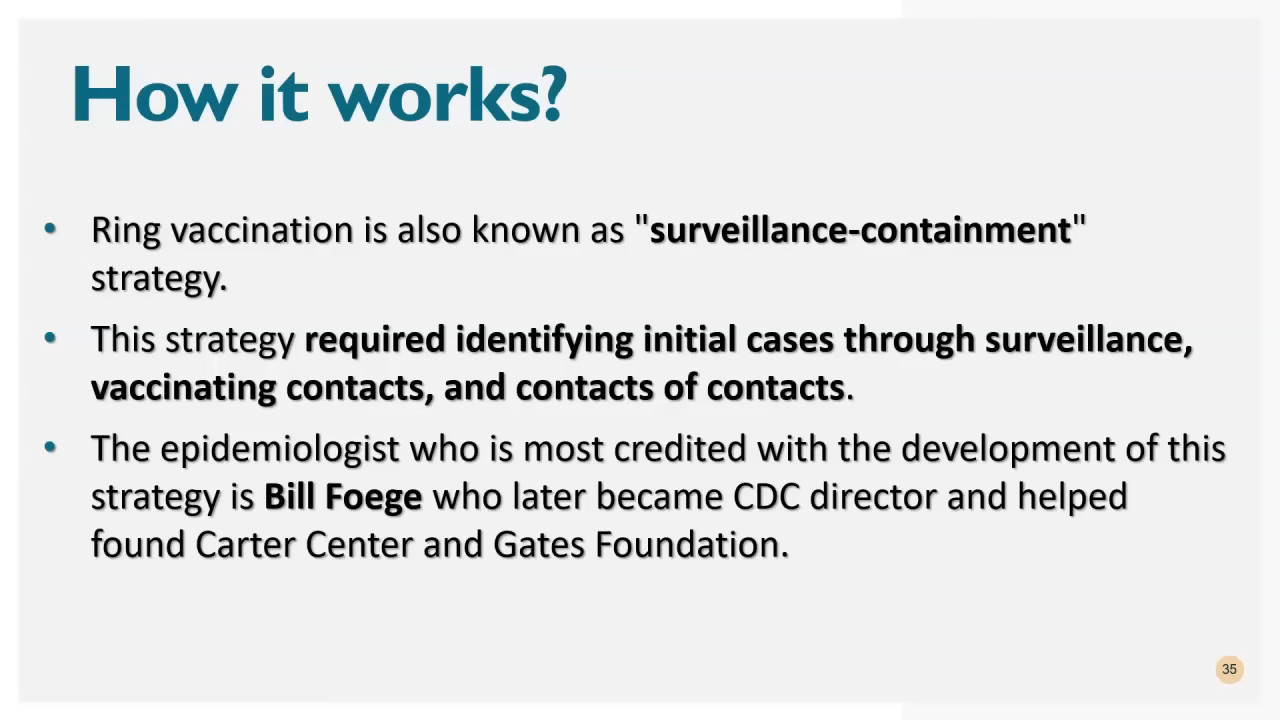 How it works?
• Ring vaccination is also known as "surveillance-containment"
strategy.
• This strategy required identifying initial cases through surveillance,
vaccinating contacts, and contacts of contacts.
• The epidemiologist who is most credited with the development of this
strategy is Bill Foege who later became CDC director and helped
found Carter Center and Gates Foundation.
35